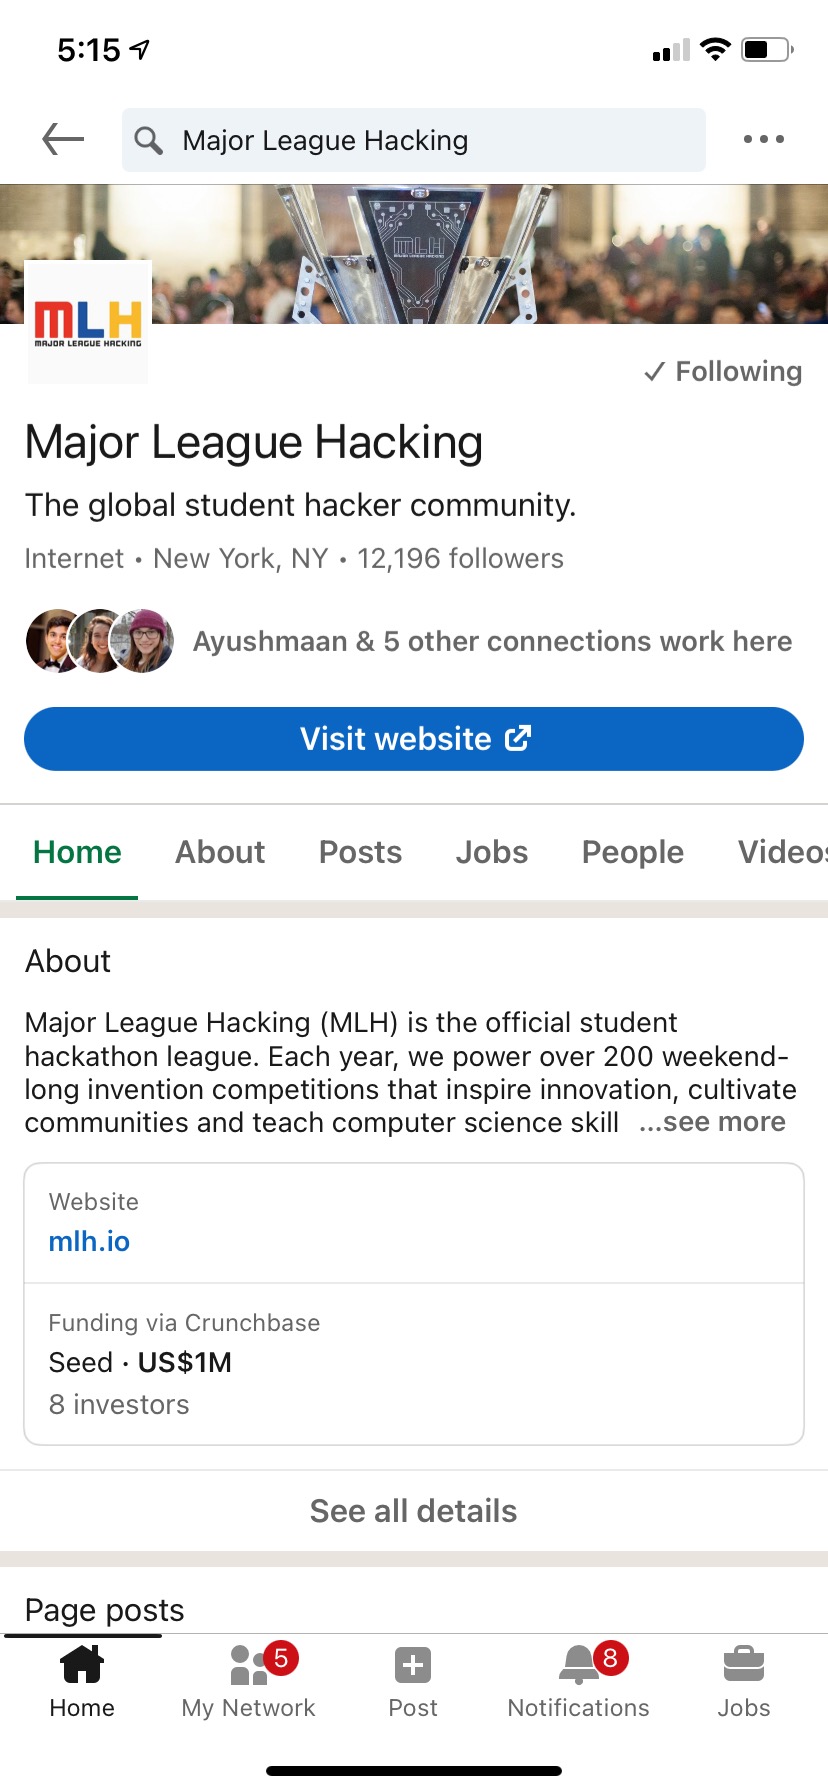 5:15
Major League Hacking
MLH
MAJOR LEAGUE HACKING
MLH
MAJOR LEAGUE HACKING
Following
Major League Hacking
The global student hacker community.
Internet • New York, NY • 12,196 followers
Ayushmaan & 5 other connections work here
Visit website
Home About Posts Jobs People Videos
About
Major League Hacking (MLH) is the official student
hackathon league. Each year, we power over 200 weekend-
long invention competitions that inspire innovation, cultivate
communities and teach computer science skill ...see more
Website
mlh.io
Funding via Crunchbase
Seed · US$1M
8 investors
See all details
Page posts
5 8
Home My Network Post Notifications Jobs